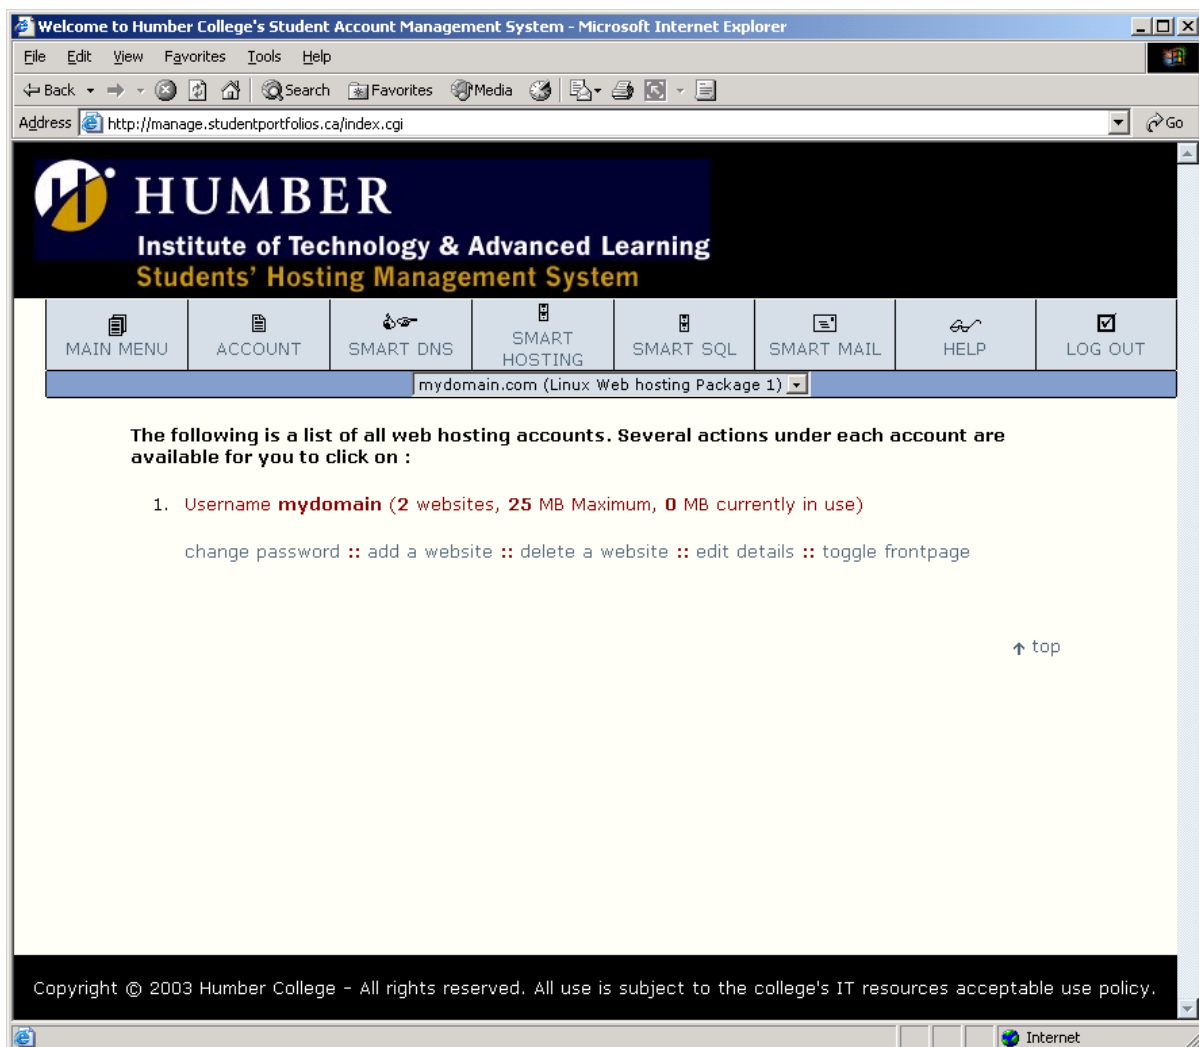 Welcome to Humber College's Student Account Management System - Microsoft Internet Explorer
File Edit View Favorites Tools Help
Back Search Favorites Media
Address http://manage.studentportfolios.ca/index.cgi Go
HUMBER
Institute of Technology & Advanced Learning
Students' Hosting Management System
MAIN MENU ACCOUNT SMART DNS SMART HOSTING SMART SQL SMART MAIL HELP LOG OUT
mydomain.com (Linux Web hosting Package 1)
The following is a list of all web hosting accounts. Several actions under each account are
available for you to click on :
1. Username mydomain (2 websites, 25 MB Maximum, 0 MB currently in use)
change password :: add a website :: delete a website :: edit details :: toggle frontpage
↑ top
Copyright © 2003 Humber College - All rights reserved. All use is subject to the college's IT resources acceptable use policy.
Internet